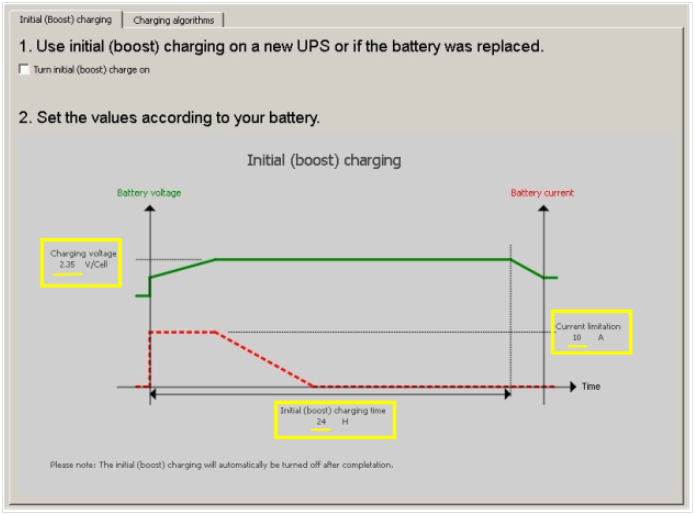 Initial (Boost) charging
Charging algorithms
1. Use initial (boost) charging on a new UPS or if the battery was replaced.
Turn initial (boost) charge on
2. Set the values according to your battery.
Initial (boost) charging
Battery voltage
Battery current
Charging voltage
2.35 V/Cell
Current limitation
10 A
Time
Initial (boost) charging time
24 H
Please note: The initial (boost) charging will automatically be turned off after completation.